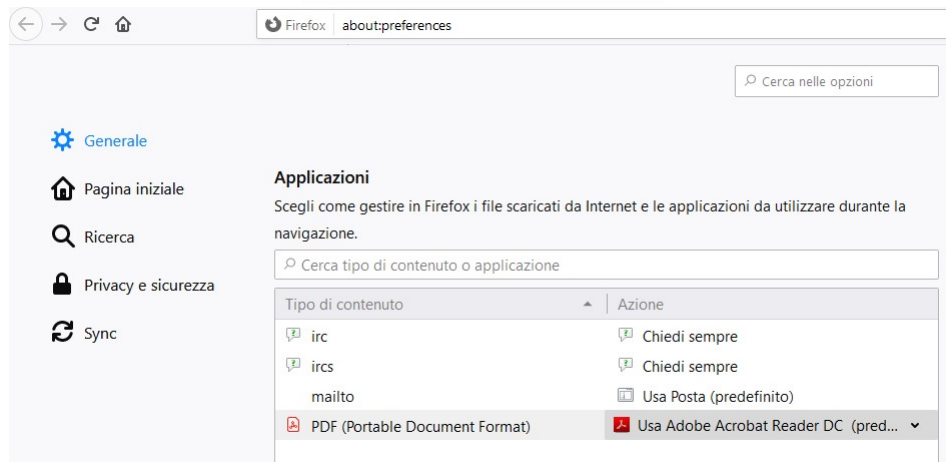 Firefox about:preferences
Cerca nelle opzioni
Generale
Pagina iniziale
Ricerca
Privacy e sicurezza
Sync
Applicazioni
Scegli come gestire in Firefox i file scaricati da Internet e le applicazioni da utilizzare durante la
navigazione.
Cerca tipo di contenuto o applicazione
Tipo di contenuto Azione
irc Chiedi sempre
ircs Chiedi sempre
mailto Usa Posta (predefinito)
PDF (Portable Document Format) Usa Adobe Acrobat Reader DC (pred...